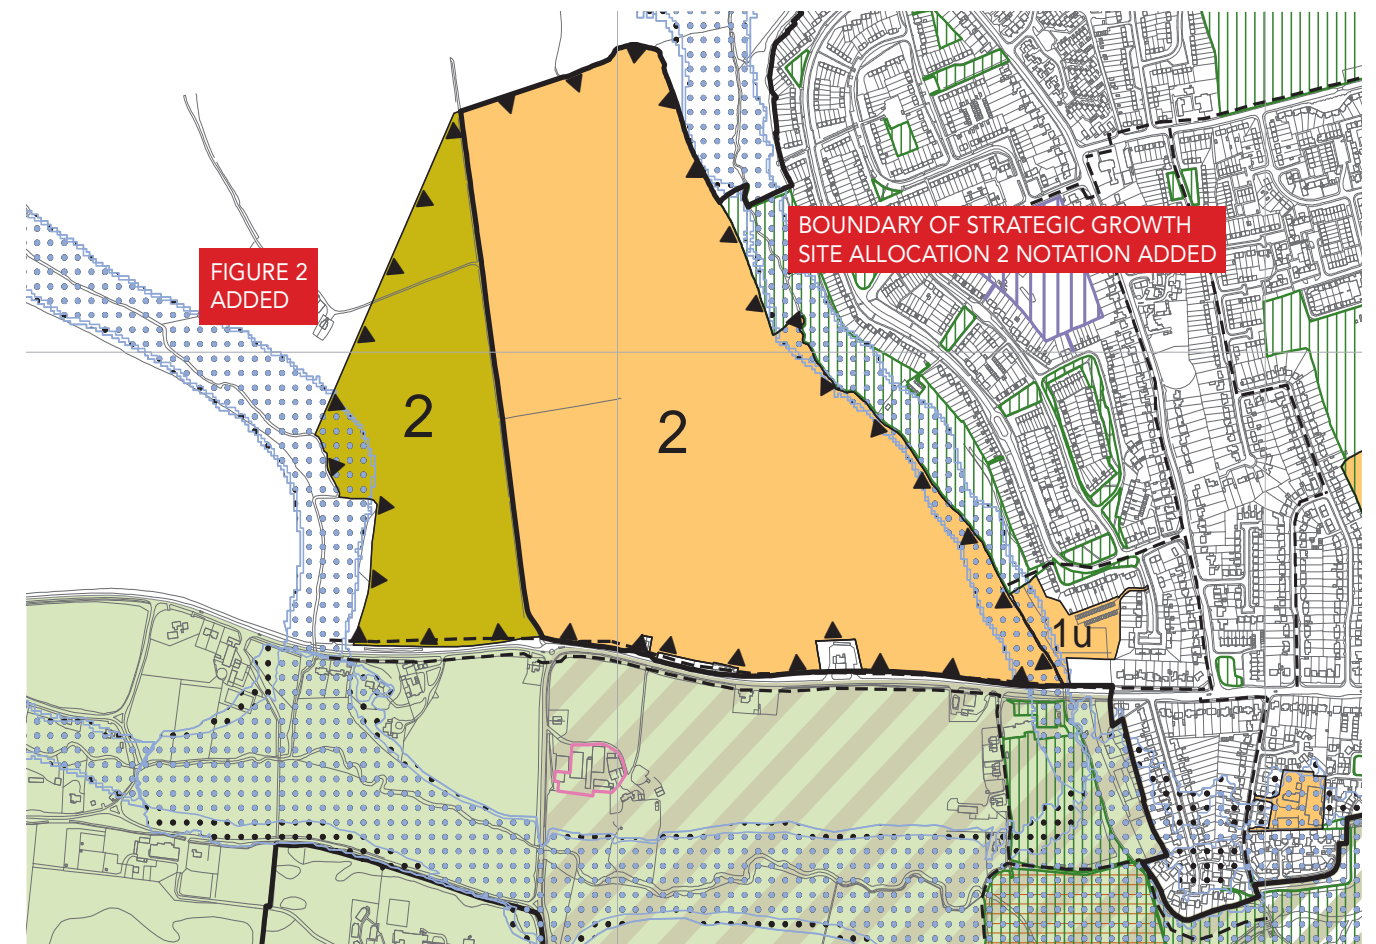 BOUNDARY OF STRATEGIC GROWTH
SITE ALLOCATION 2 NOTATION ADDED
FIGURE 2
ADDED
2
2
1u